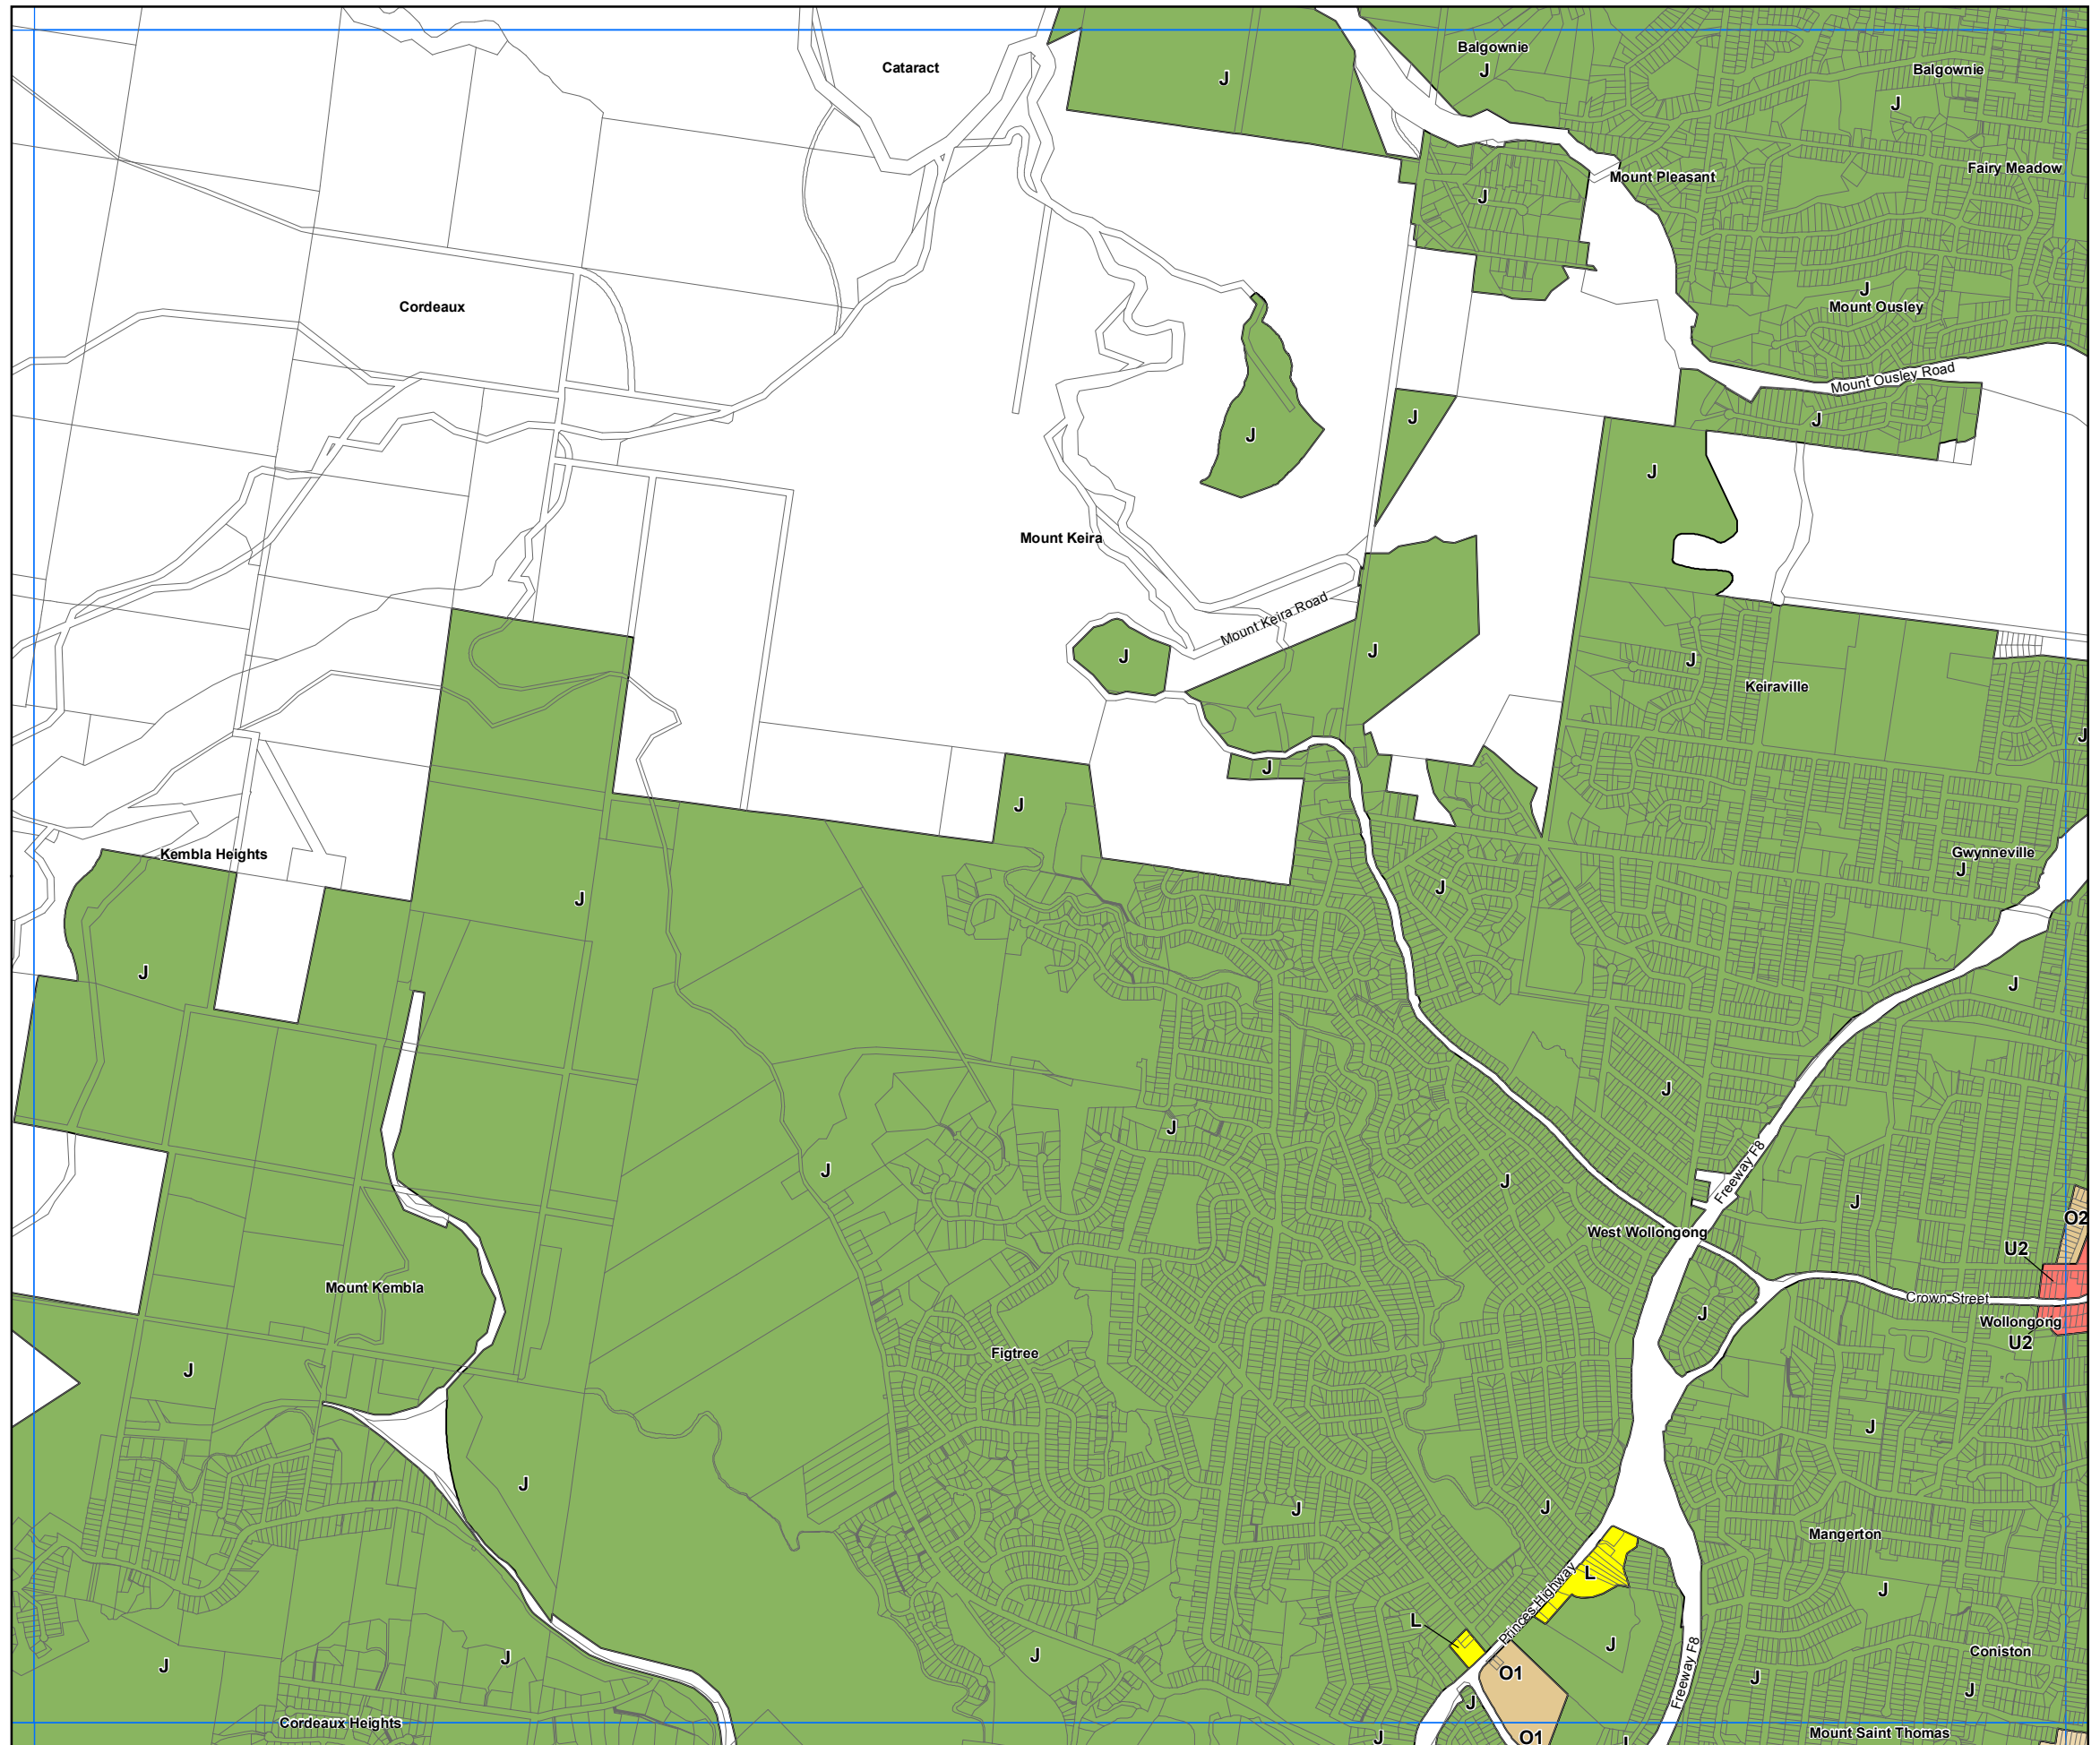 Balgownie
Cataract
Balgownie
J
J
J
Fairy Meadow
Mount Pleasant
J
J
Cordeaux
Mount Ousley
Mount Ousley Road
J
J
J
J
Mount Keira
Mount Keira Road
J
J
J
Keiraville
J
J
J
Gwynneville
Kembla Heights
J
J
J
J
J
J
J
Freeway F8
J
J
J
J
O2
West Wollongong
U2
Mount Kembla
Crown Street
J
Wollongong
U2
Figtree
J
J
J
J
J
Mangerton
L
J
Princes Highway
L
J
Coniston
J
J
J
O1
Freeway F8
J
J
J
Cordeaux Heights
Mount Saint Thomas
J
O1